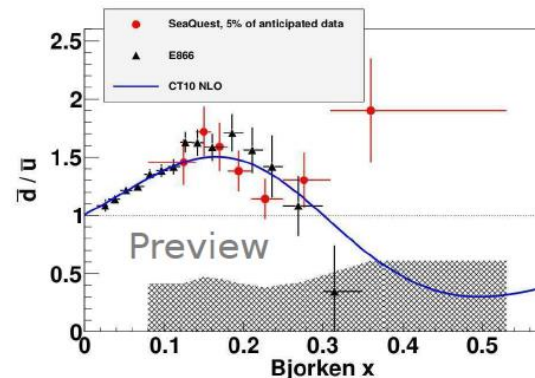 SeaQuest, 5% of anticipated data
E866
CT10 NLO
d̄ / ū
2.5
2
1.5
1
0.5
0
Preview
0 0.1 0.2 0.3 0.4 0.5
Bjorken x